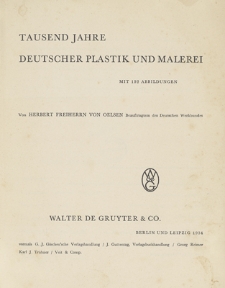 TAUSEND JAHRE
DEUTSCHER PLASTIK UND MALEREI
MIT ABBILDUNGEN
Von HERBERT FREIHERRN VON OELSEN
WALTER DE GRUYTER & CO.
BERLIN UND LEIPZIG 1934
vormals G. J. Göschen'sche Verlagshandlung / J. Guttentag, Verlagsbuchhandlung / Georg Reimer
Karl J. Trübner / Veit & Comp.